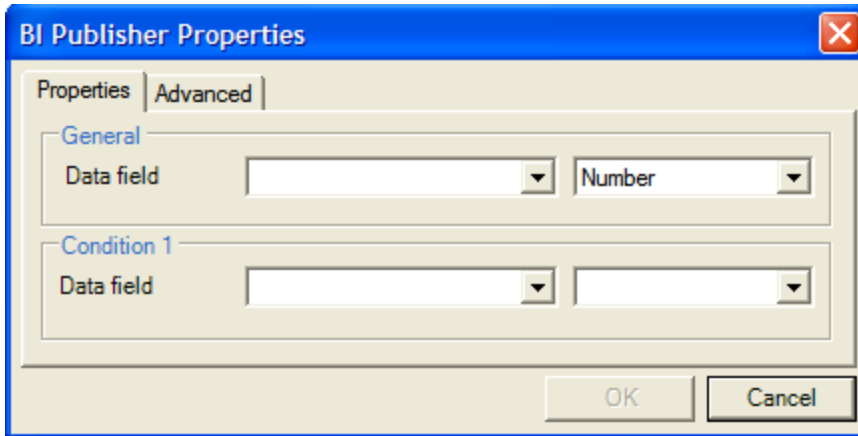 BI Publisher Properties
Properties Advanced
General
Data field Number
Condition 1
Data field
OK Cancel